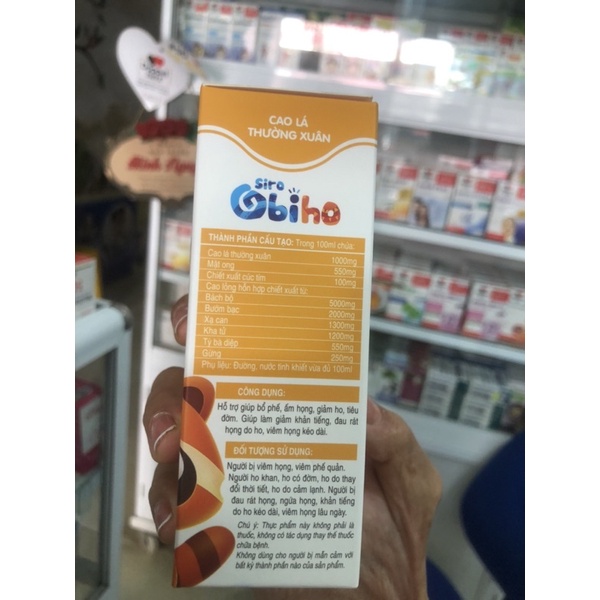 CAO LÁ
THƯỜNG XUÂN
Siro
Obiho
THÀNH PHẦN CẤU TẠO: Trong 100ml chứa:
Cao lá thường xuân 1000mg
Mật ong 550mg
Chiết xuất cúc tím 100mg
Cao lỏng hỗn hợp chiết xuất từ:
Bách bộ 5000mg
Bướm bạc 2000mg
Xạ can 1300mg
Kha tử 1200mg
Tỳ bà diệp 550mg
Gừng 250mg
Phụ liệu: Đường, nước tinh khiết vừa đủ 100ml
CÔNG DỤNG:
Hỗ trợ giúp bổ phế, ấm họng, giảm ho, tiêu
đờm. Giúp làm giảm khản tiếng, đau rát
họng do ho, viêm họng kéo dài.
ĐỐI TƯỢNG SỬ DỤNG:
Người bị viêm họng, viêm phế quản.
Người ho khan, ho có đờm, ho do thay
đổi thời tiết, ho do cảm lạnh. Người bị
đau rát họng, ngứa họng, khản tiếng
do ho kéo dài, viêm họng lâu ngày.
Chú ý: Thực phẩm này không phải là
thuốc, không có tác dụng thay thế thuốc
chữa bệnh.
Không dùng cho người bị mẫn cảm với
bất kỳ thành phần nào của sản phẩm.